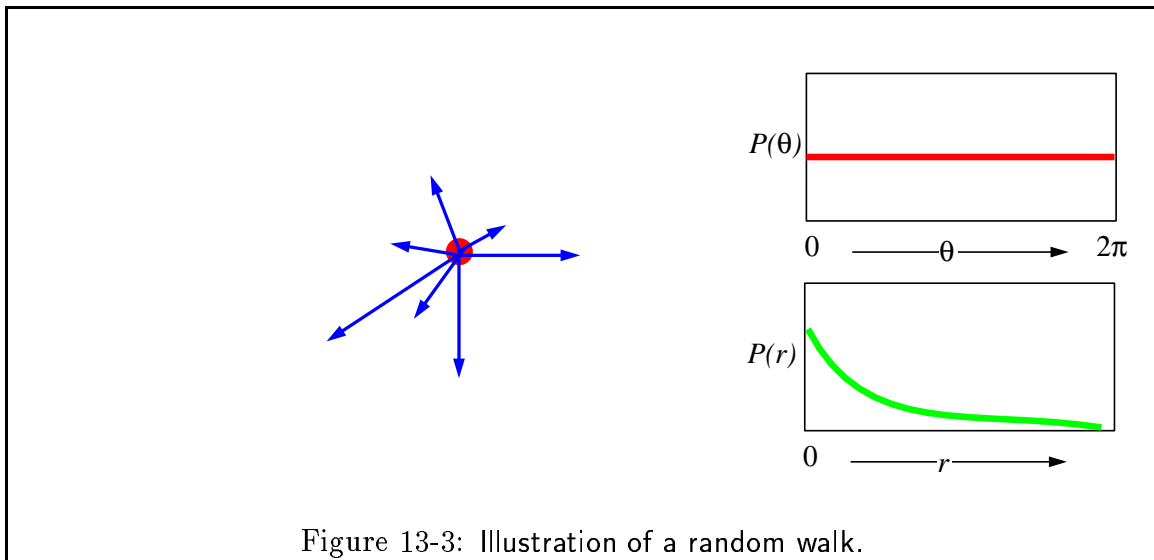 P(θ)
0 θ 2π
P(r)
0 r
Figure 13-3: Illustration of a random walk.